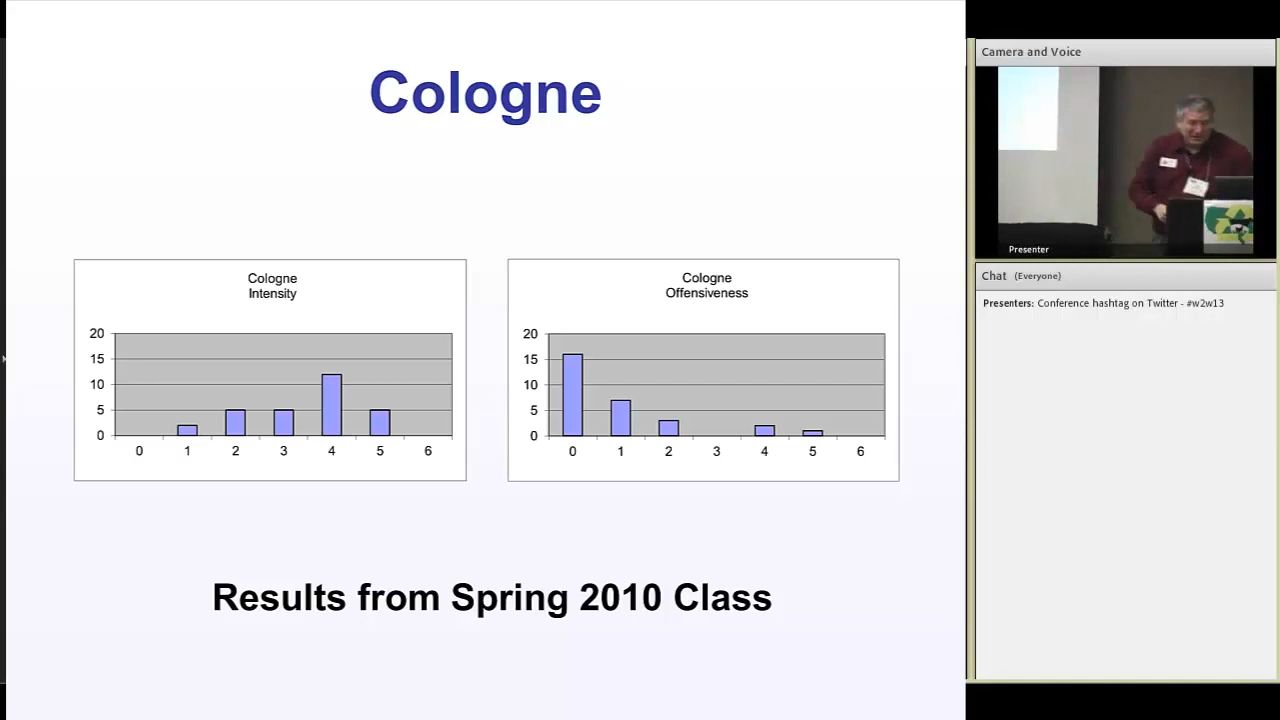 Cologne
Cologne
Intensity
20
15
10
5
0
0 1 2 3 4 5 6
Cologne
Offensiveness
20
15
10
5
0
0 1 2 3 4 5 6
Results from Spring 2010 Class
Camera and Voice
Presenter
Chat (Everyone)
Presenters: Conference hashtag on Twitter - #w2w13